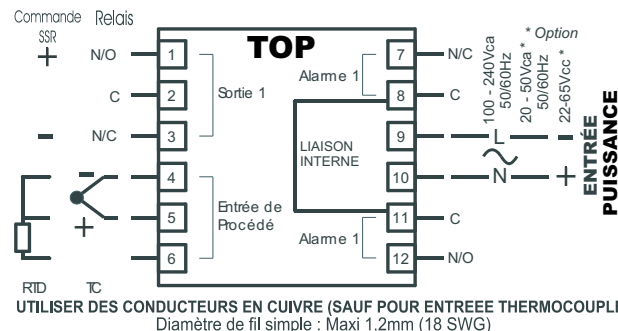 Commande Relais
SSR
+ N/O 1
C 2
- N/C 3
- 4
+ 5
6
RTD TC
Sortie 1
Entrée de
Procédé
TOP
Alarme 1
LIAISON
INTERNE
Alarme 1
7 N/C
8 C
9 L -
10 N +
11 C
12 N/O
100 - 240Vca
50/60Hz
20 - 50Vca *
50/60Hz
22-65Vcc *
* Option
ENTRÉE
PUISSANCE
UTILISER DES CONDUCTEURS EN CUIVRE (SAUF POUR ENTREEE THERMOCOUPL
Diamètre de fil simple : Maxi 1,2mm (18 SWG)